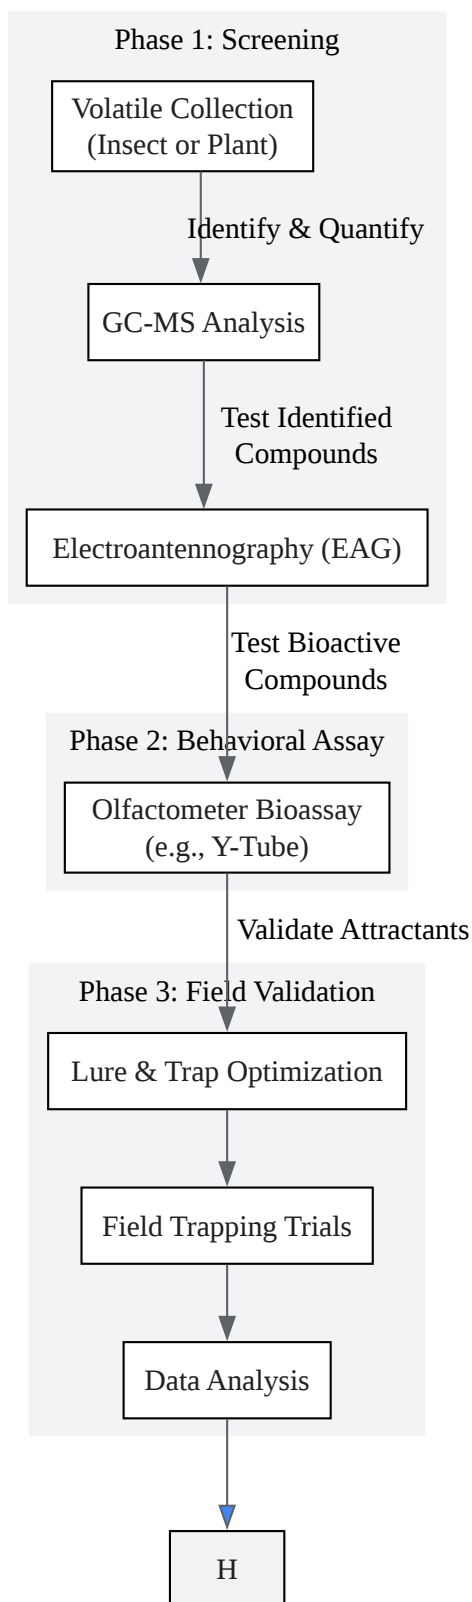 Phase 1: Screening
Volatile Collection
(Insect or Plant)
Identify & Quantify
GC-MS Analysis
Test Identified
Compounds
Electroantennography (EAG)
Test Bioactive
Compounds
Phase 2: Behavioral Assay
Olfactometer Bioassay
(e.g., Y-Tube)
Validate Attractants
Phase 3: Field Validation
Lure & Trap Optimization
Field Trapping Trials
Data Analysis
H